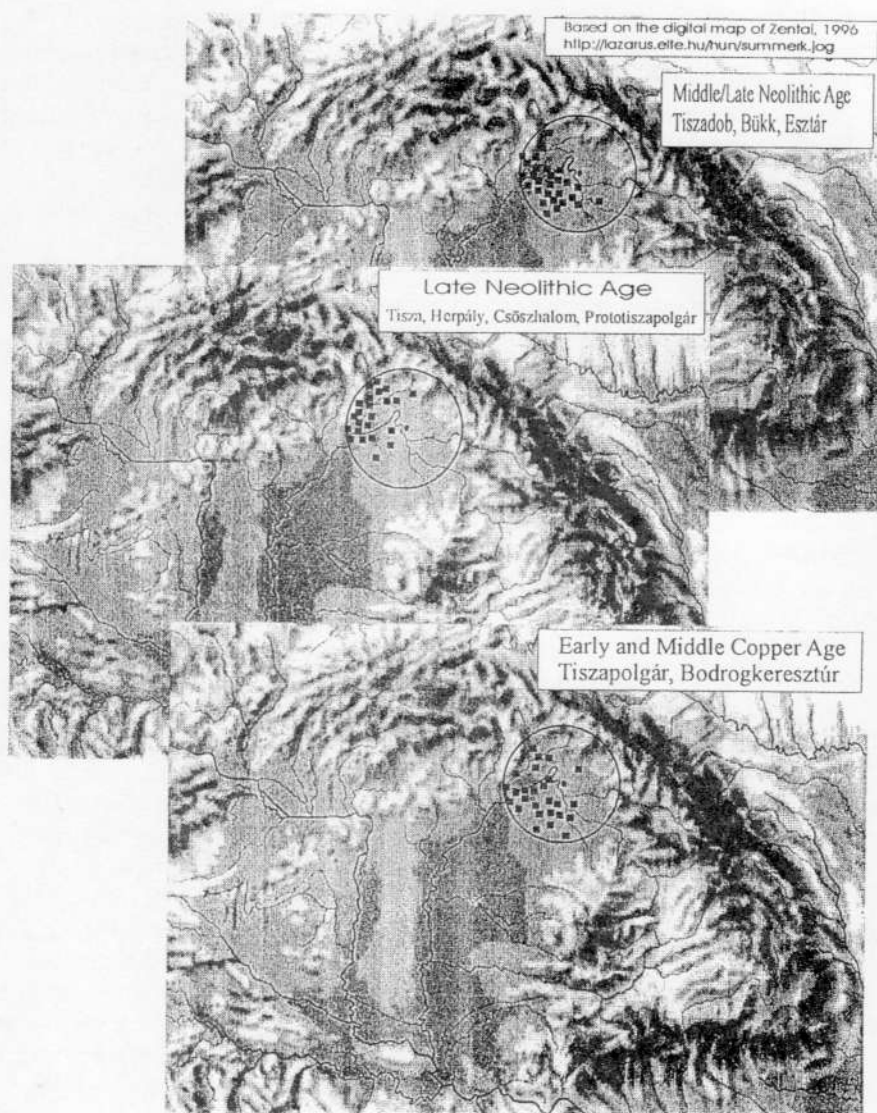 Based on the digital map of Zentai, 1996
http://lazarus.elte.hu/hun/summerk.jog
Middle/Late Neolithic Age
Tiszadob, Bükk, Esztár
Late Neolithic Age
Tisza, Herpály, Csőszhalom, Prototiszapolgár
Early and Middle Copper Age
Tiszapolgár, Bodrogkeresztúr